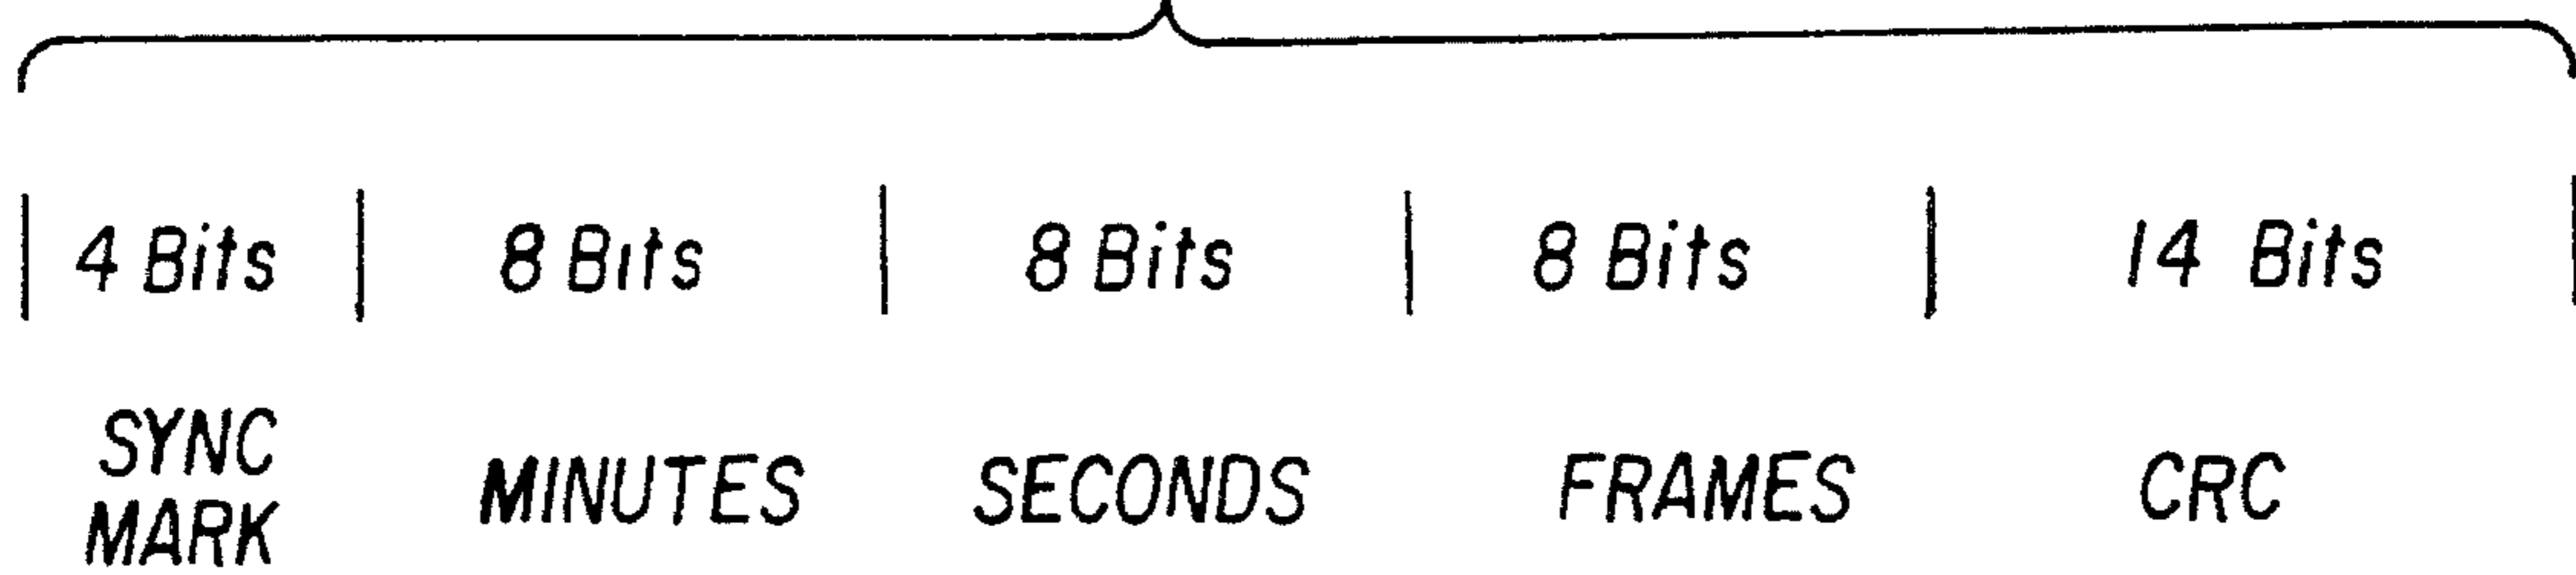 4 Bits 8 Bits 8 Bits 8 Bits 14 Bits
SYNC MARK MINUTES SECONDS FRAMES CRC